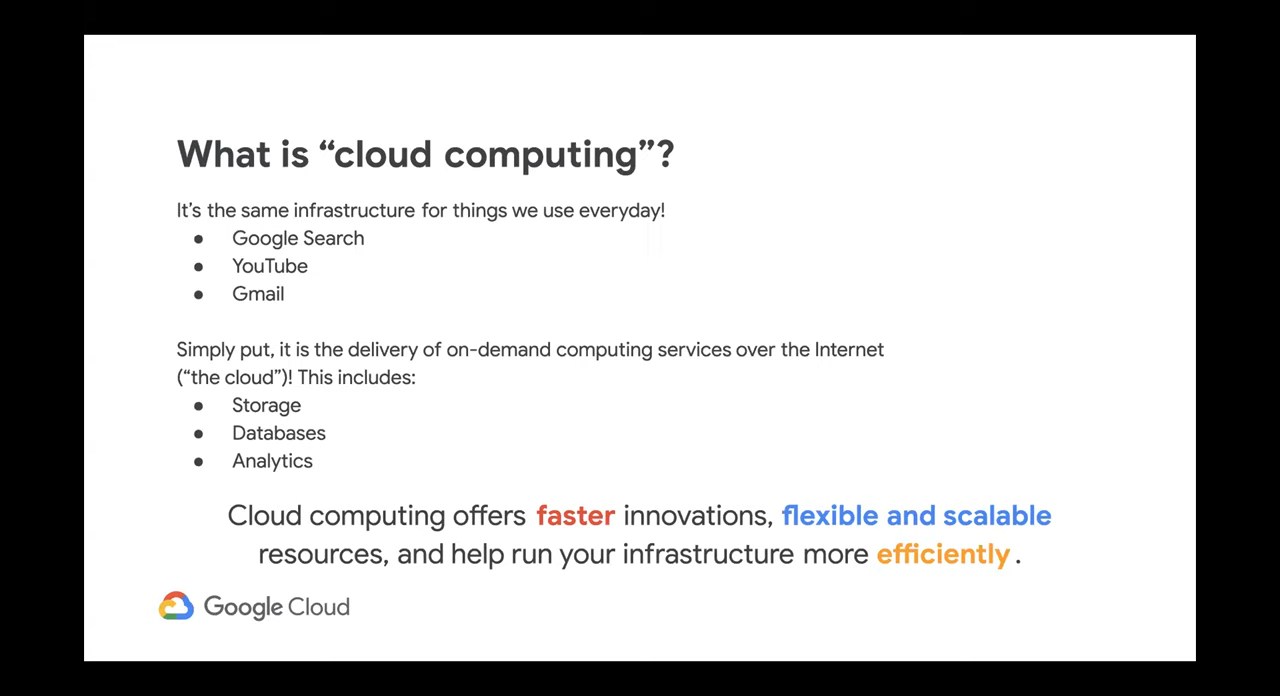 What is “cloud computing”?
It’s the same infrastructure for things we use everyday!
● Google Search
● YouTube
● Gmail
Simply put, it is the delivery of on-demand computing services over the Internet
(“the cloud”)! This includes:
● Storage
● Databases
● Analytics
Cloud computing offers faster innovations, flexible and scalable
resources, and help run your infrastructure more efficiently.
Google Cloud